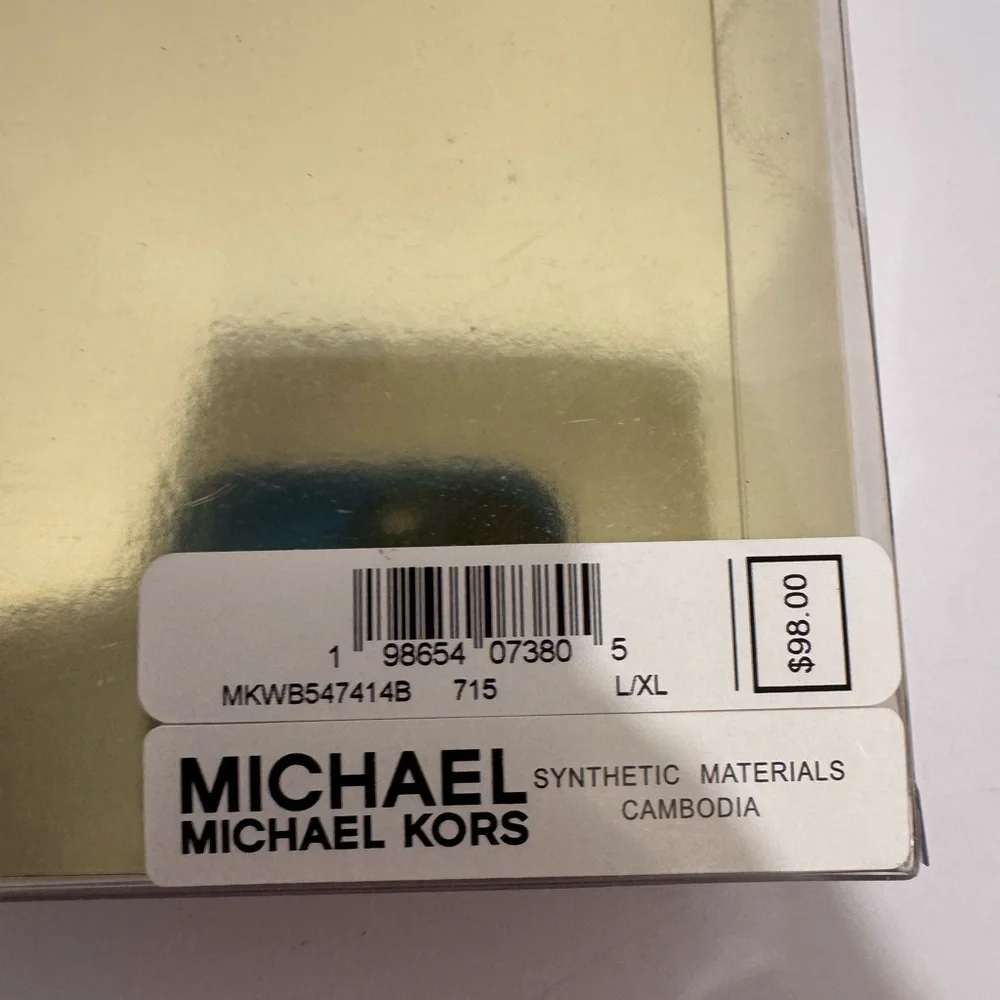 1 98654 07380 5
MKWB547414B 715 L/XL
$98.00
MICHAEL
MICHAEL KORS
SYNTHETIC MATERIALS
CAMBODIA